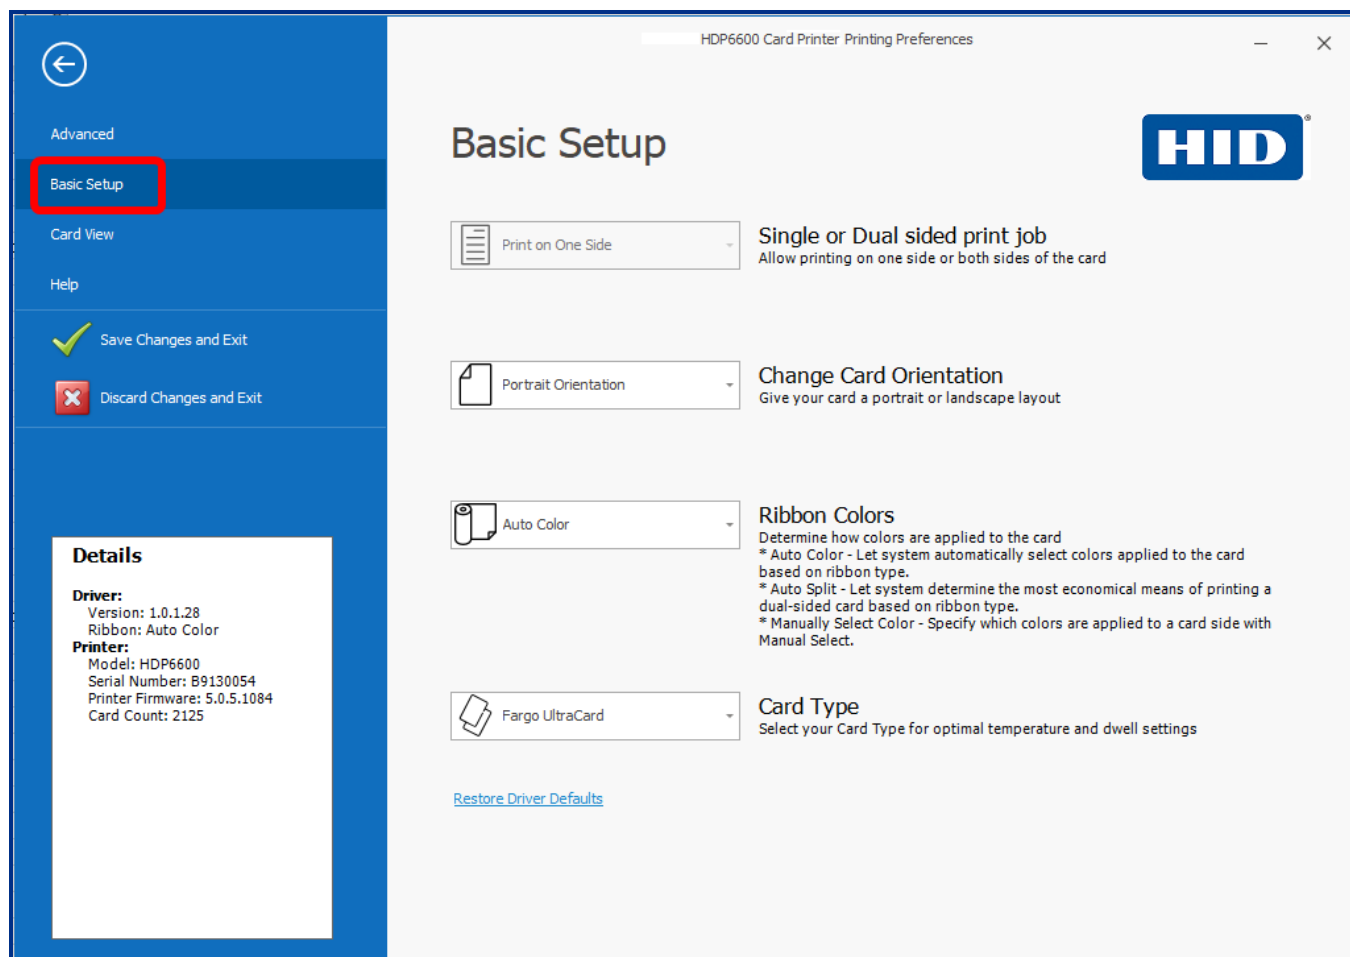 HDP6600 Card Printer Printing Preferences
Advanced
Basic Setup
Card View
Help
Save Changes and Exit
Discard Changes and Exit
Details
Driver:
Version: 1.0.1.28
Ribbon: Auto Color
Printer:
Model: HDP6600
Serial Number: B9130054
Printer Firmware: 5.0.5.1084
Card Count: 2125
Basic Setup
HID®
Print on One Side
Single or Dual sided print job
Allow printing on one side or both sides of the card
Portrait Orientation
Change Card Orientation
Give your card a portrait or landscape layout
Auto Color
Ribbon Colors
Determine how colors are applied to the card
* Auto Color - Let system automatically select colors applied to the card
based on ribbon type.
* Auto Split - Let system determine the most economical means of printing a
dual-sided card based on ribbon type.
* Manually Select Color - Specify which colors are applied to a card side with
Manual Select.
Fargo UltraCard
Card Type
Select your Card Type for optimal temperature and dwell settings
Restore Driver Defaults